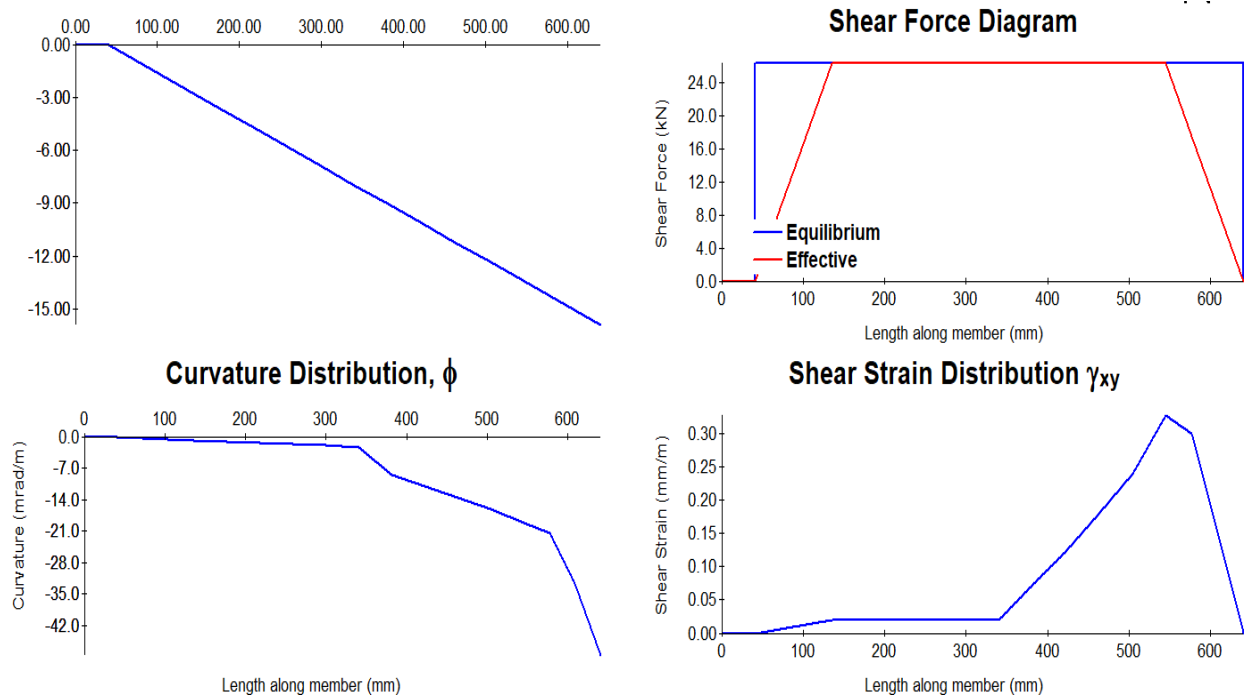 0.00 100.00 200.00 300.00 400.00 500.00 600.00
0.00
-3.00
-6.00
-9.00
-12.00
-15.00
Shear Force Diagram
Shear Force (kN)
24.0
20.0
16.0
12.0
8.0
4.0
0.0
Equilibrium
Effective
0 100 200 300 400 500 600
Length along member (mm)
Curvature Distribution, ϕ
0 100 200 300 400 500 600
Curvature (mrad/m)
0.0
-7.0
-14.0
-21.0
-28.0
-35.0
-42.0
Length along member (mm)
Shear Strain Distribution γxy
Shear Strain (mm/m)
0.30
0.25
0.20
0.15
0.10
0.05
0.00
0 100 200 300 400 500 600
Length along member (mm)